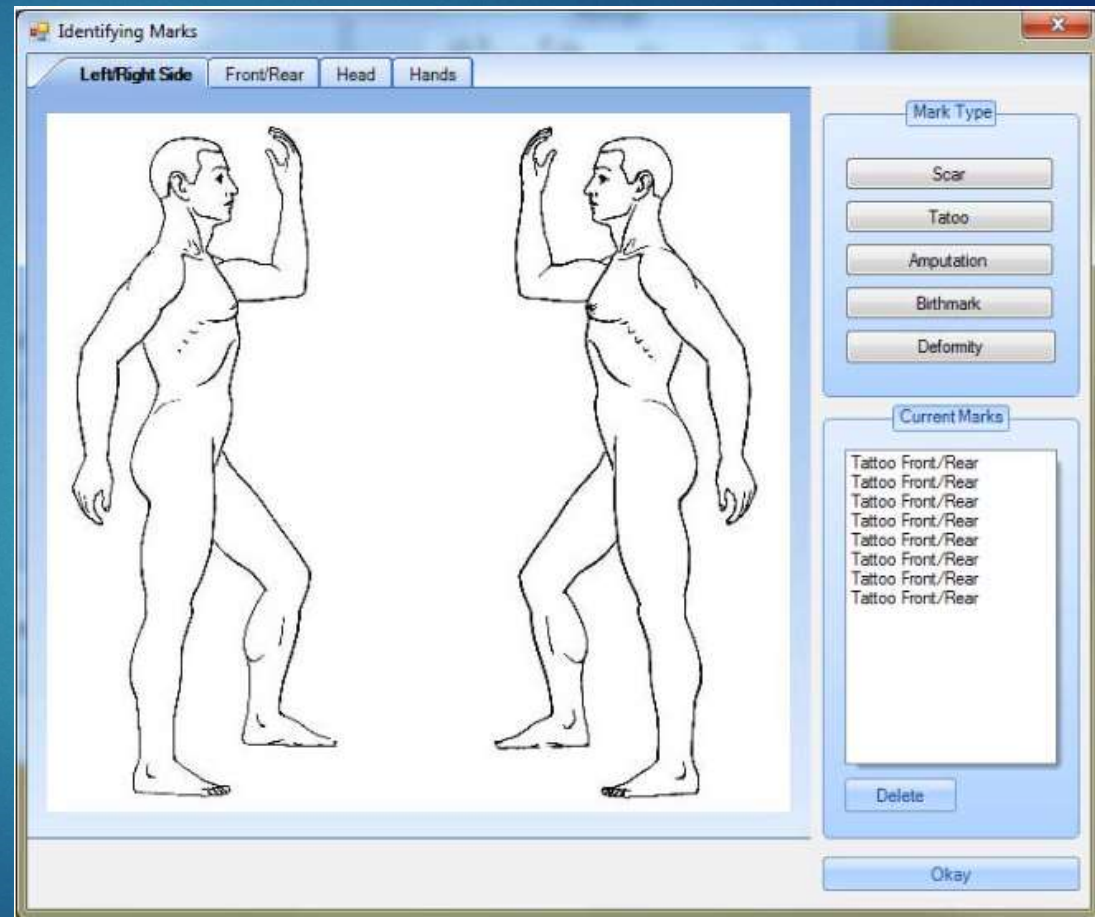 Identifying Marks
Left/Right Side Front/Rear Head Hands
Mark Type
Scar
Tatoo
Amputation
Birthmark
Deformity
Current Marks
Tattoo Front/Rear
Tattoo Front/Rear
Tattoo Front/Rear
Tattoo Front/Rear
Tattoo Front/Rear
Tattoo Front/Rear
Tattoo Front/Rear
Tattoo Front/Rear
Delete
Okay